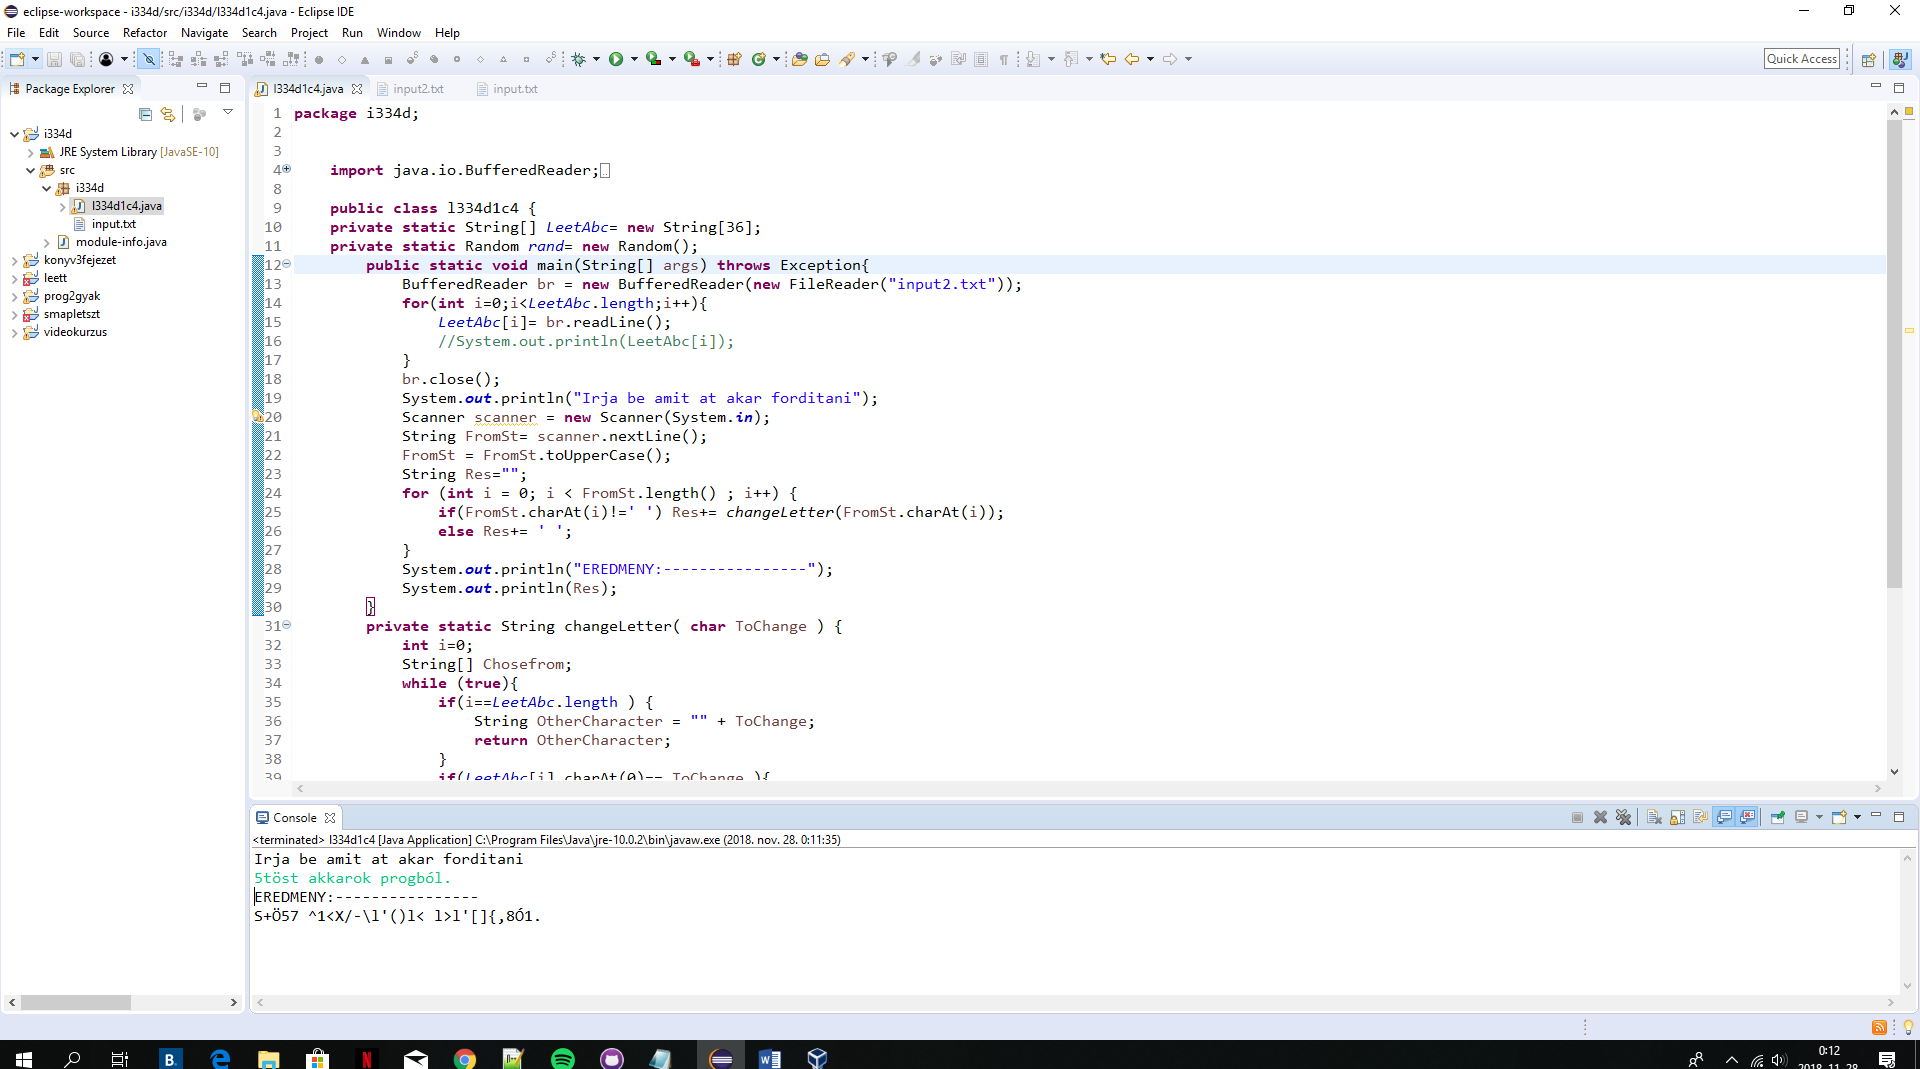 eclipse-workspace - i334d/src/i334d/l334d1c4.java - Eclipse IDE
File Edit Source Refactor Navigate Search Project Run Window Help
Quick Access
Package Explorer
l334d1c4.java input2.txt input.txt
i334d
JRE System Library [JavaSE-10]
src
i334d
l334d1c4.java
input.txt
module-info.java
konyv3fejezet
leett
prog2gyak
smapletszt
videokurzus
1 package i334d;
2
3
4 import java.io.BufferedReader;
8
9 public class l334d1c4 {
10 private static String[] LeetAbc= new String[36];
11 private static Random rand= new Random();
12 public static void main(String[] args) throws Exception{
13 BufferedReader br = new BufferedReader(new FileReader("input2.txt"));
14 for(int i=0;i<LeetAbc.length;i++){
15 LeetAbc[i]= br.readLine();
16 //System.out.println(LeetAbc[i]);
17 }
18 br.close();
19 System.out.println("Irja be amit at akar forditani");
20 Scanner scanner = new Scanner(System.in);
21 String FromSt= scanner.nextLine();
22 FromSt = FromSt.toUpperCase();
23 String Res="";
24 for (int i = 0; i < FromSt.length() ; i++) {
25 if(FromSt.charAt(i)!=' ') Res+= changeLetter(FromSt.charAt(i));
26 else Res+= ' ';
27 }
28 System.out.println("EREDMENY:----------------");
29 System.out.println(Res);
30 }
31 private static String changeLetter( char ToChange ) {
32 int i=0;
33 String[] Chosefrom;
34 while (true){
35 if(i==LeetAbc.length ) {
36 String OtherCharacter = "" + ToChange;
37 return OtherCharacter;
38 }
39 if(LeetAbc[i].charAt(0)== ToChange ){
Console
<terminated> l334d1c4 [Java Application] C:\Program Files\Java\jre-10.0.2\bin\javaw.exe (2018. nov. 28. 0:11:35)
Irja be amit at akar forditani
5töst akkarok progból.
EREDMENY:----------------
S+Ö57 ^1<X/-\l'()l< l>l'[]{,8Ó1.
B.
N
0:12
2018. 11. 28.